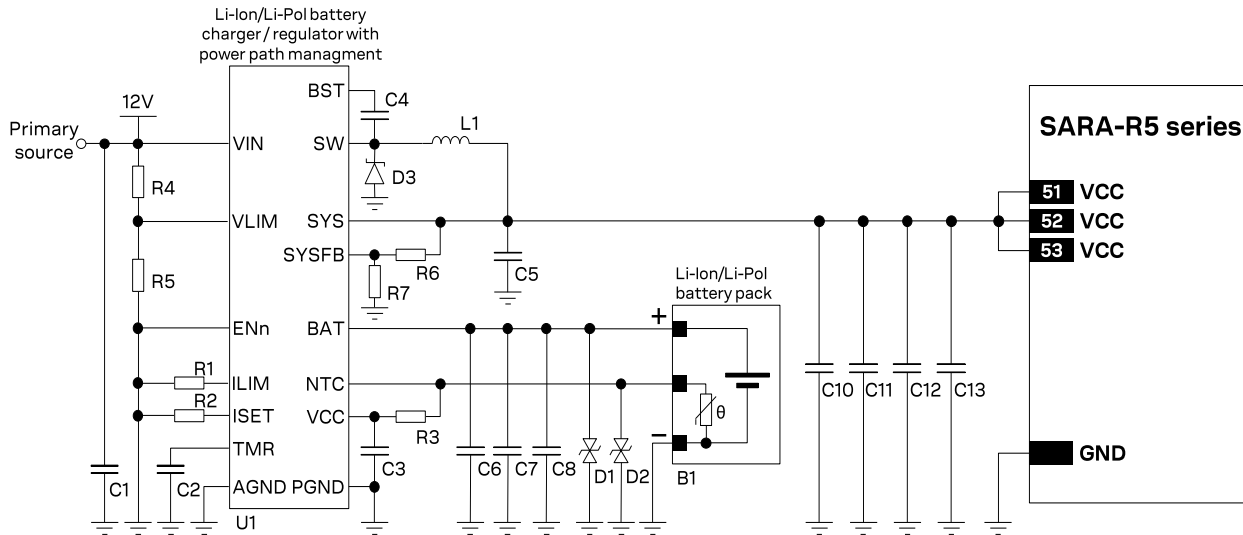 Li-Ion/Li-Pol battery
charger / regulator with
power path managment
12V
Primary
source
VIN
VLIM
ENn
ILIM
ISET
TMR
AGND
BST
SW
SYS
SYSFB
BAT
NTC
VCC
PGND
U1
R4
R5
R1
R2
C1
C2
C4
L1
D3
R6
R7
C5
R3
C3
C6
C7
C8
D1
D2
Li-Ion/Li-Pol
battery pack
+
θ
–
B1
C10
C11
C12
C13
SARA-R5 series
51 VCC
52 VCC
53 VCC
GND